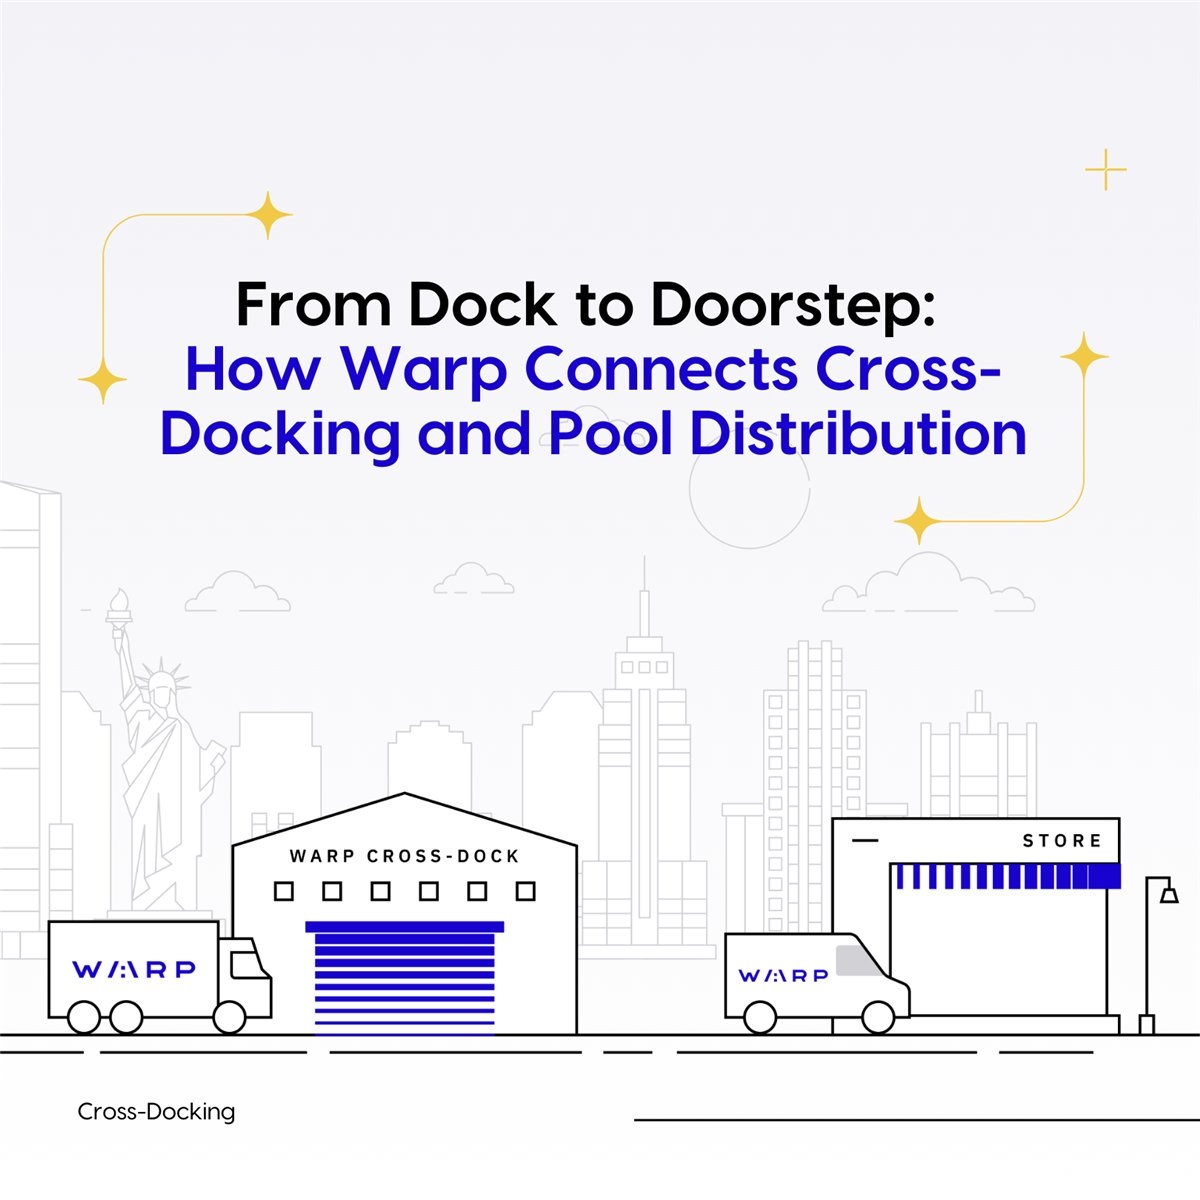 From Dock to Doorstep:
How Warp Connects Cross-
Docking and Pool Distribution
WARP CROSS-DOCK
STORE
WARP
WARP
Cross-Docking